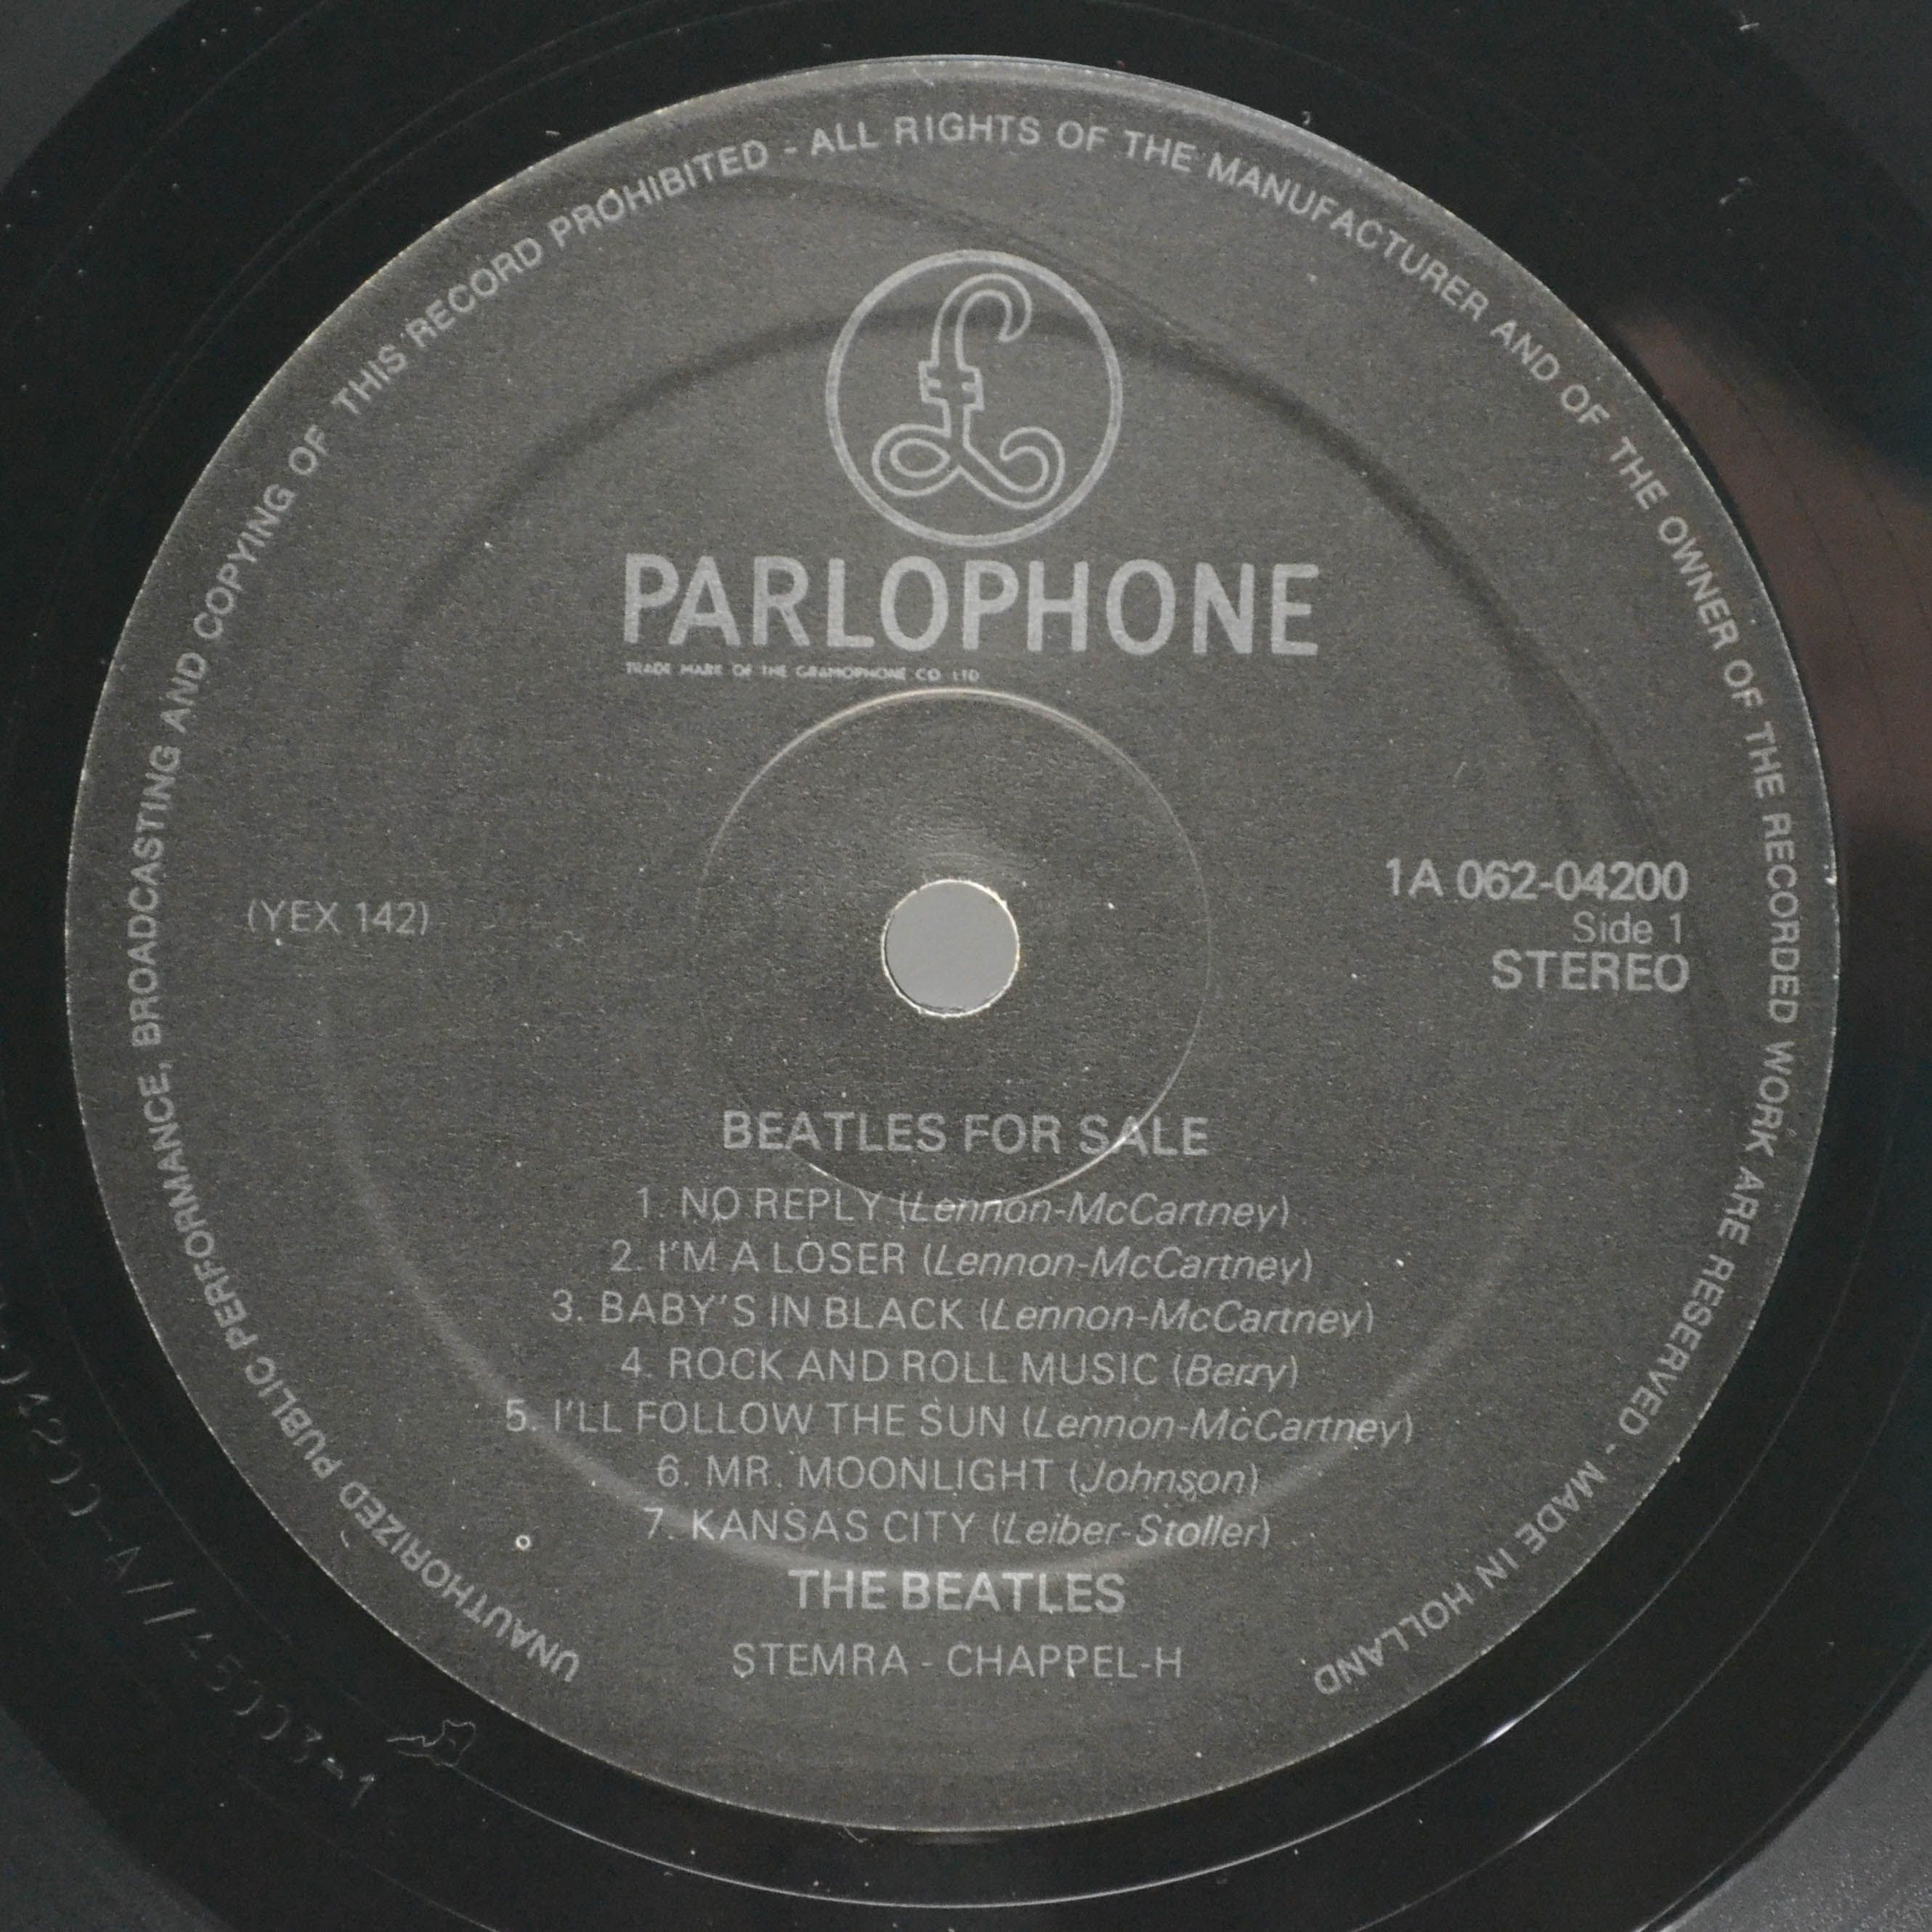 UNAUTHORIZED PUBLIC PERFORMANCE, BROADCASTING AND COPYING OF THIS RECORD PROHIBITED - ALL RIGHTS OF THE MANUFACTURER AND OF THE OWNER OF THE RECORDED WORK ARE RESERVED - MADE IN HOLLAND
PARLOPHONE
TRADE MARK OF THE GRAMOPHONE CO LTD
(YEX 142)
1A 062-04200
Side 1
STEREO
BEATLES FOR SALE
1. NO REPLY (Lennon-McCartney)
2. I'M A LOSER (Lennon-McCartney)
3. BABY'S IN BLACK (Lennon-McCartney)
4. ROCK AND ROLL MUSIC (Berry)
5. I'LL FOLLOW THE SUN (Lennon-McCartney)
6. MR. MOONLIGHT (Johnson)
7. KANSAS CITY (Leiber-Stoller)
THE BEATLES
STEMRA - CHAPPEL-H